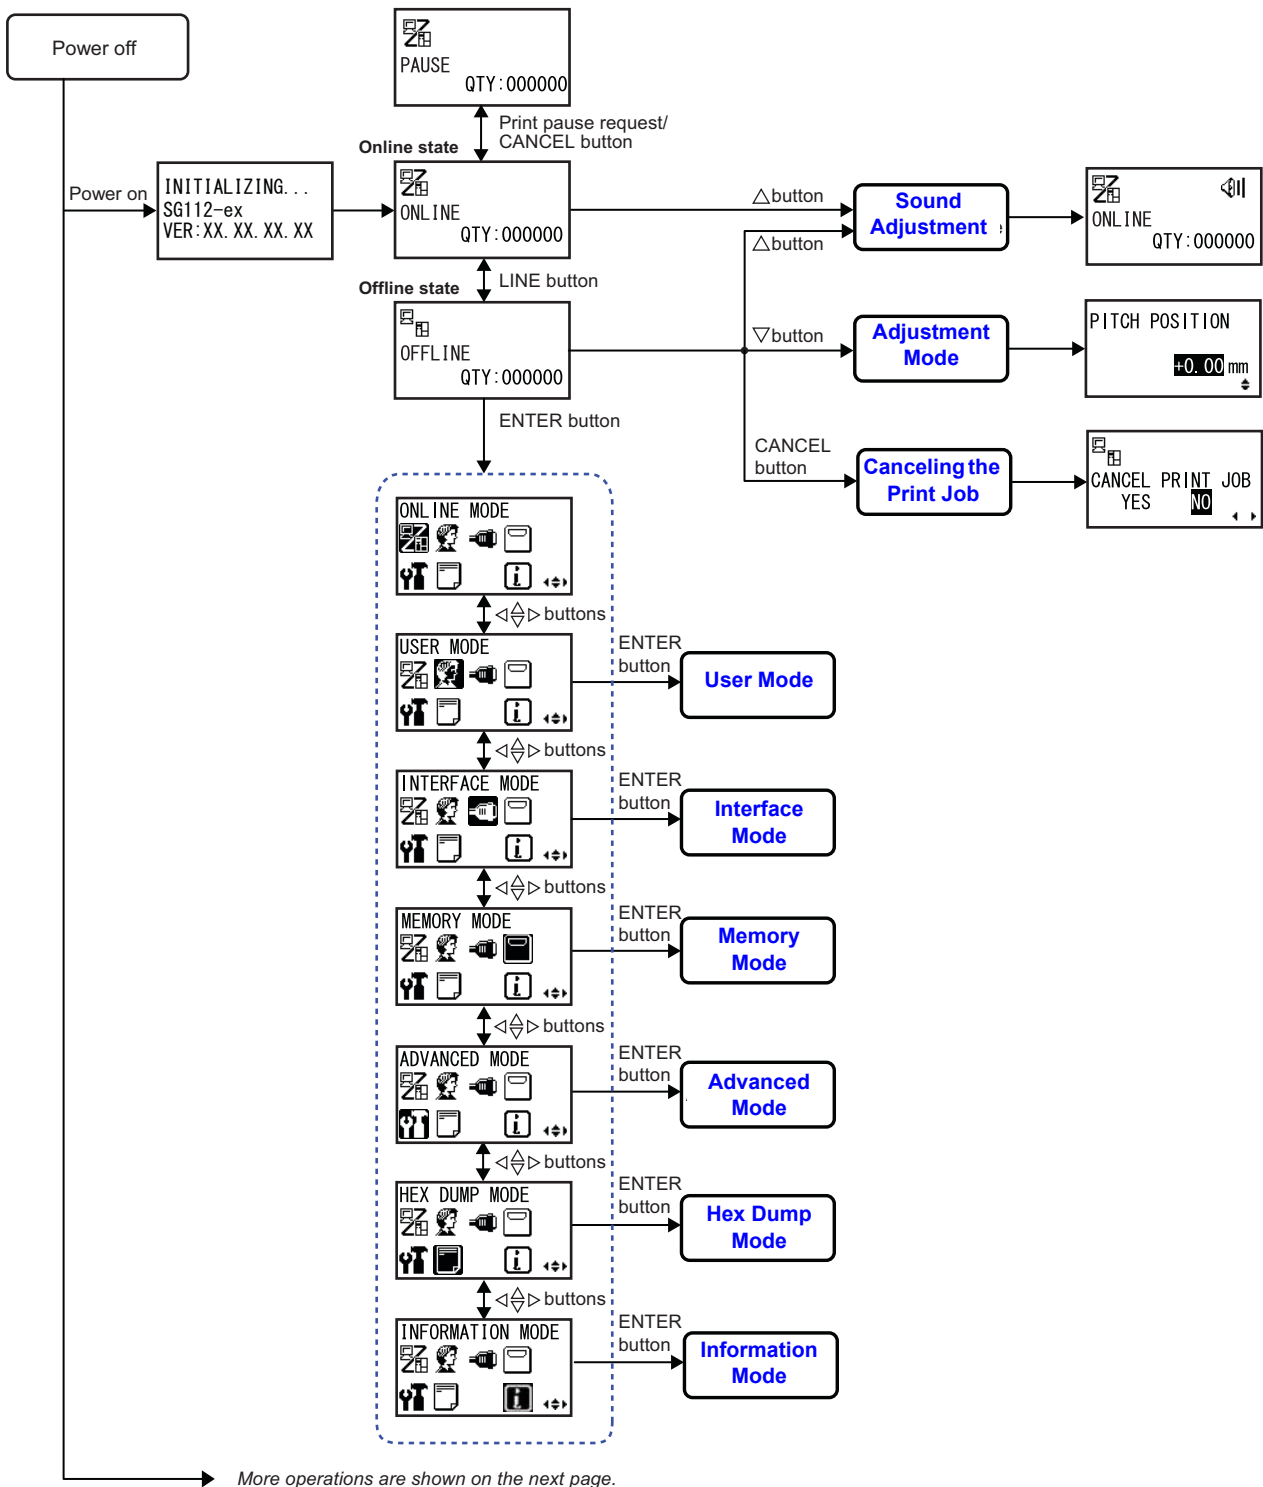 Power off
PAUSE
QTY:000000
Print pause request/
CANCEL button
Online state
Power on
INITIALIZING...
SG112-ex
VER:XX.XX.XX.XX
ONLINE
QTY:000000
△button
Sound
Adjustment
ONLINE
QTY:000000
△button
LINE button
Offline state
OFFLINE
QTY:000000
▽button
Adjustment
Mode
PITCH POSITION
+0.00 mm
ENTER button
CANCEL
button
Canceling the
Print Job
CANCEL PRINT JOB
YES NO
ONLINE MODE
buttons
USER MODE
ENTER
button
User Mode
buttons
INTERFACE MODE
ENTER
button
Interface
Mode
buttons
MEMORY MODE
ENTER
button
Memory
Mode
buttons
ADVANCED MODE
ENTER
button
Advanced
Mode
buttons
HEX DUMP MODE
ENTER
button
Hex Dump
Mode
buttons
INFORMATION MODE
ENTER
button
Information
Mode
More operations are shown on the next page.